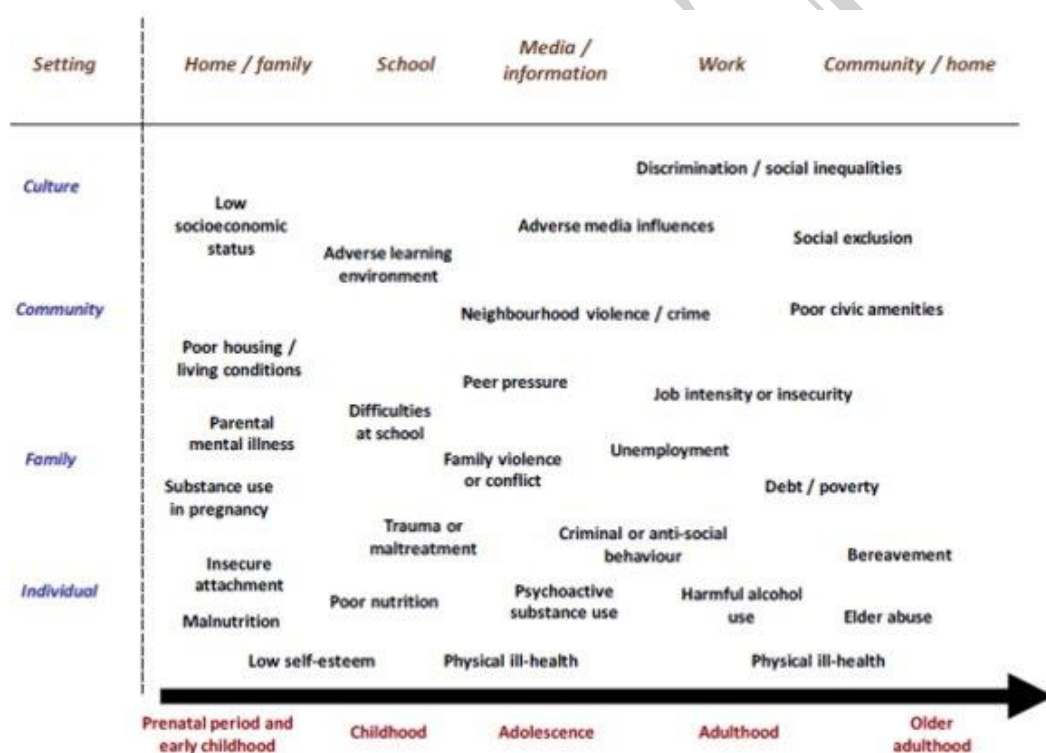 Setting
Home / family
School
Media /
information
Work
Community / home
Culture
Discrimination / social inequalities
Low
socioeconomic
status
Adverse media influences
Social exclusion
Adverse learning
environment
Community
Neighbourhood violence / crime
Poor civic amenities
Poor housing /
living conditions
Peer pressure
Job intensity or insecurity
Difficulties
at school
Parental
mental illness
Family
Family violence
or conflict
Unemployment
Substance use
in pregnancy
Debt / poverty
Trauma or
maltreatment
Criminal or anti-social
behaviour
Bereavement
Insecure
attachment
Individual
Poor nutrition
Psychoactive
substance use
Harmful alcohol
use
Elder abuse
Malnutrition
Low self-esteem
Physical ill-health
Physical ill-health
Prenatal period and
early childhood
Childhood
Adolescence
Adulthood
Older
adulthood